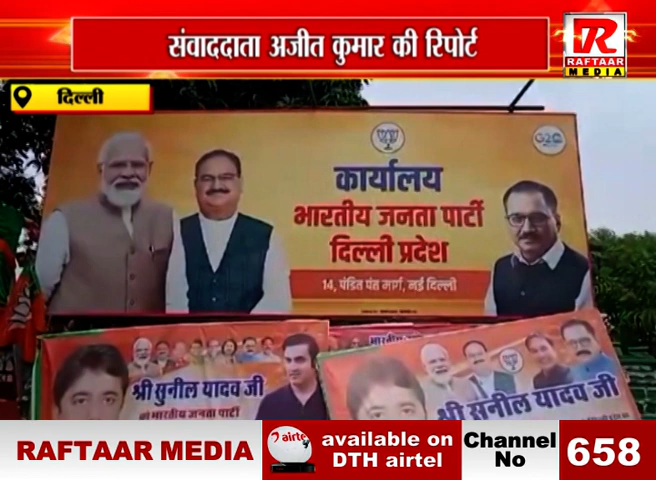 संवाददाता अजीत कुमार की रिपोर्ट
R
RAFTAAR
MEDIA
दिल्ली
G20
कार्यालय
भारतीय जनता पार्टी
दिल्ली प्रदेश
14, पंडित पंत मार्ग, नई दिल्ली
श्री सुनील यादव जी
भारतीय जनता पार्टी
श्री सुनील यादव जी
RAFTAAR MEDIA
airtel
available on
DTH airtel
Channel
No
658